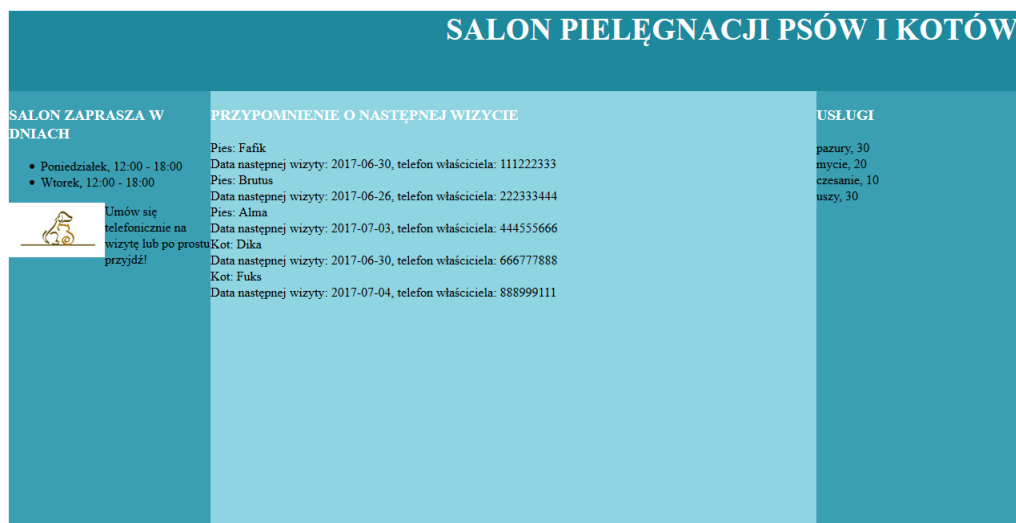 SALON PIELĘGNACJI PSÓW I KOTÓW
SALON ZAPRASZA W
DNIACH
Poniedziałek, 12:00 - 18:00
Wtorek, 12:00 - 18:00
Umów się
telefonicznie na
wizytę lub po prostu
przyjdź!
PRZYPOMNIENIE O NASTĘPNEJ WIZYCIE
Pies: Fafik
Data następnej wizyty: 2017-06-30, telefon właściciela: 111222333
Pies: Brutus
Data następnej wizyty: 2017-06-26, telefon właściciela: 222333444
Pies: Alma
Data następnej wizyty: 2017-07-03, telefon właściciela: 444555666
Kot: Dika
Data następnej wizyty: 2017-06-30, telefon właściciela: 666777888
Kot: Fuks
Data następnej wizyty: 2017-07-04, telefon właściciela: 888999111
USŁUGI
pazury, 30
mycie, 20
czesanie, 10
uszy, 30